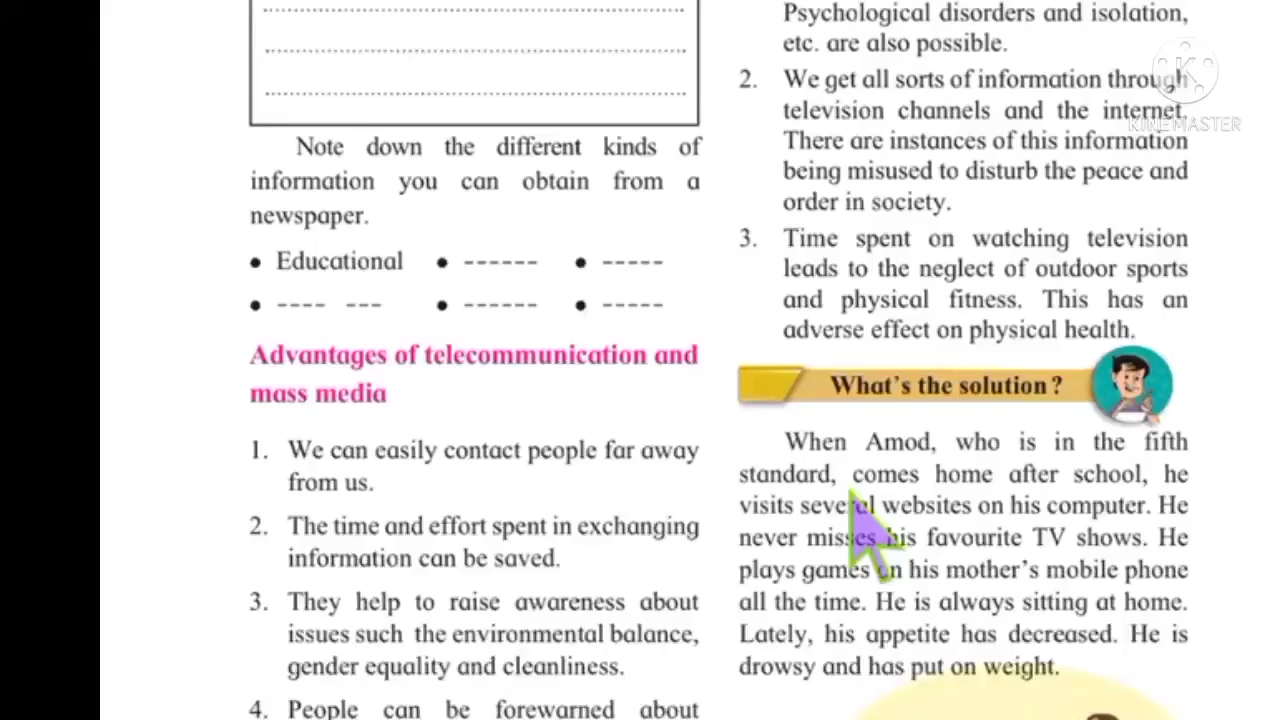 Note down the different kinds of
information you can obtain from a
newspaper.
• Educational • ------ • -----
• ---- --- • ------ • -----
Advantages of telecommunication and
mass media
1. We can easily contact people far away
from us.
2. The time and effort spent in exchanging
information can be saved.
3. They help to raise awareness about
issues such the environmental balance,
gender equality and cleanliness.
4. People can be forewarned about
Psychological disorders and isolation,
etc. are also possible.
2. We get all sorts of information through
television channels and the internet.
There are instances of this information
being misused to disturb the peace and
order in society.
3. Time spent on watching television
leads to the neglect of outdoor sports
and physical fitness. This has an
adverse effect on physical health.
What's the solution ?
When Amod, who is in the fifth
standard, comes home after school, he
visits several websites on his computer. He
never misses his favourite TV shows. He
plays games on his mother's mobile phone
all the time. He is always sitting at home.
Lately, his appetite has decreased. He is
drowsy and has put on weight.
K
KINEMASTER